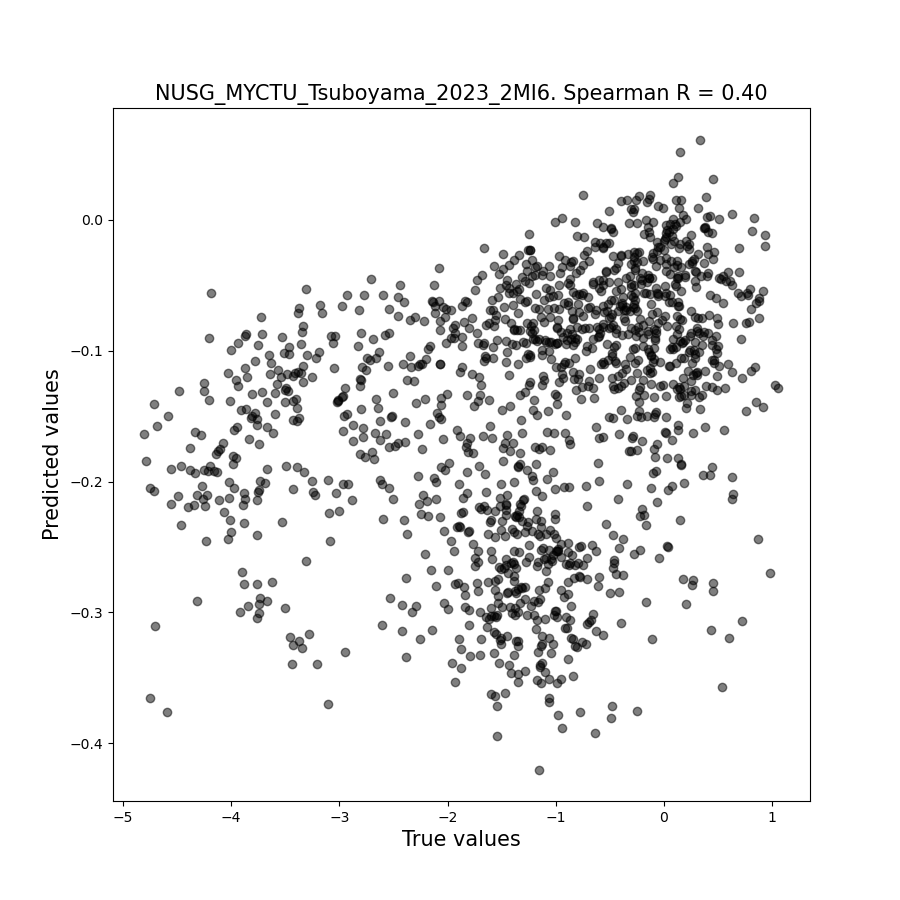 NUSG_MYCTU_Tsuboyama_2023_2MI6. Spearman R = 0.40
Predicted values
0.0
−0.1
−0.2
−0.3
−0.4
−5 −4 −3 −2 −1 0 1
True values